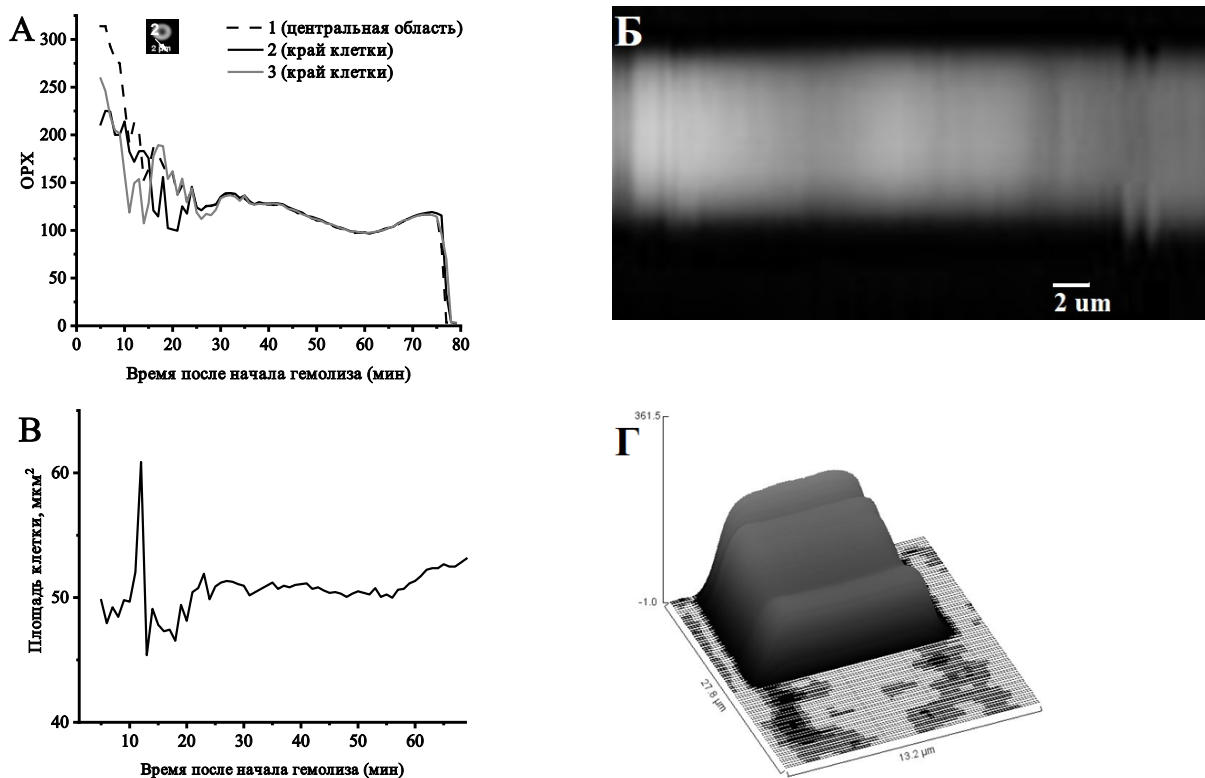 А
300
250
200
150
100
50
0
ОРХ
2
2 µm
1 (центральная область)
2 (край клетки)
3 (край клетки)
0 10 20 30 40 50 60 70 80
Время после начала гемолиза (мин)
Б
2 um
В
60
50
40
Площадь клетки, мкм²
10 20 30 40 50 60
Время после начала гемолиза (мин)
Г
361.5
-1.0
27.8 µm
13.2 µm